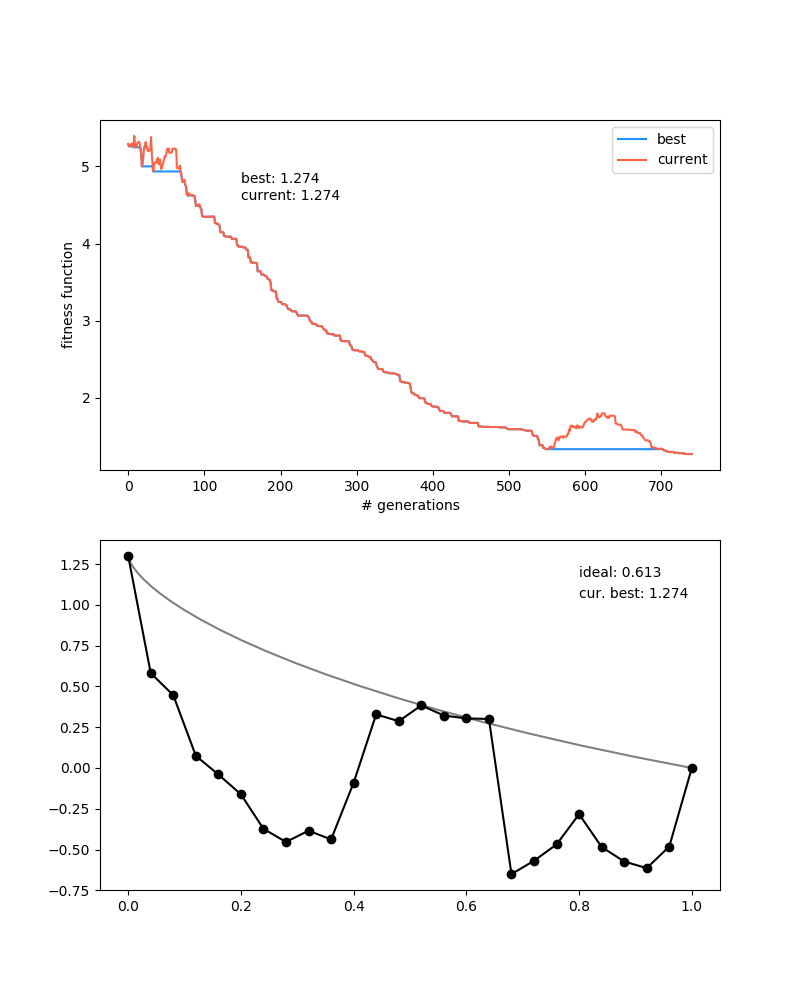 best
current
best: 1.274
current: 1.274
5
4
3
2
fitness function
0 100 200 300 400 500 600 700
# generations
ideal: 0.613
cur. best: 1.274
1.25
1.00
0.75
0.50
0.25
0.00
−0.25
−0.50
−0.75
0.0 0.2 0.4 0.6 0.8 1.0